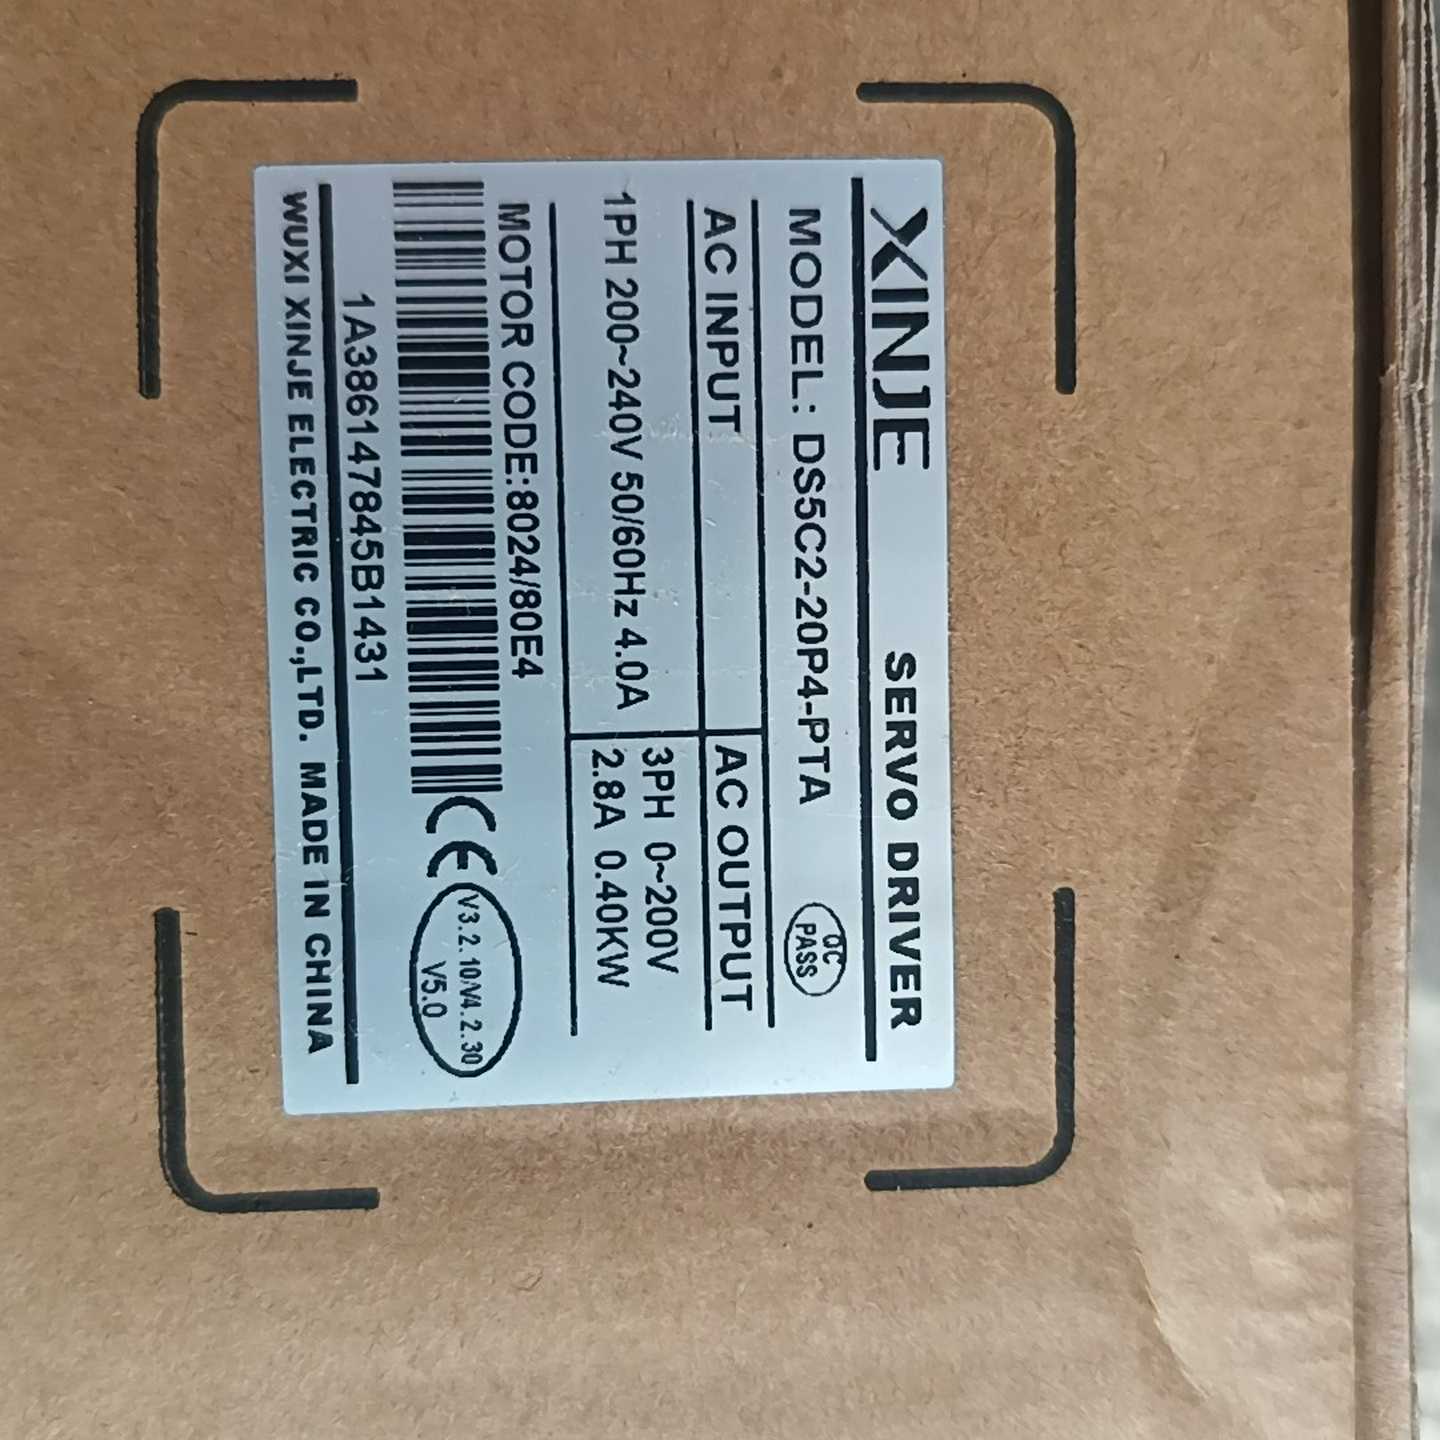 XINJE SERVO DRIVER
MODEL: DS5C2-20P4-PTA
QC
PASS
AC INPUT
AC OUTPUT
1PH 200~240V 50/60Hz 4.0A
3PH 0~200V
2.8A 0.40KW
MOTOR CODE:8024/80E4
CE
V3.2.10/V4.2.30
V5.0
1A386147845B1431
WUXI XINJE ELECTRIC CO.,LTD. MADE IN CHINA